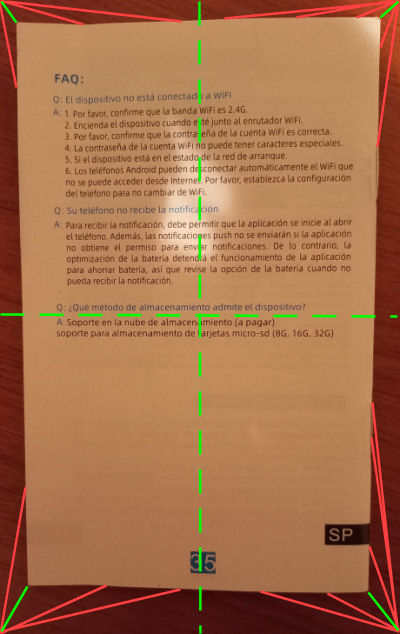 FAQ:
Q: El dispositivo no está conectado a WIFI
A: 1. Por favor, confirme que la banda WiFi es 2.4G.
2. Encienda el dispositivo cuando esté junto al enrutador WiFi.
3. Por favor, confirme que la contraseña de la cuenta WiFi es correcta.
4. La contraseña de la cuenta WiFi no puede tener caracteres especiales.
5. Si el dispositivo está en el estado de la red de arranque.
6. Los teléfonos Android pueden desconectar automáticamente el WiFi que
no se puede acceder desde Internet. Por favor, establezca la configuración
del teléfono para no cambiar de WiFi.
Q: Su teléfono no recibe la notificación
A: Para recibir la notificación, debe permitir que la aplicación se inicie al abrir
el teléfono. Además, las notificaciones push no se enviarán si la aplicación
no obtiene el permiso para enviar notificaciones. De lo contrario, la
optimización de la batería detendrá el funcionamiento de la aplicación
para ahorrar batería, así que revise la opción de la batería cuando no
pueda recibir la notificación.
Q: ¿Qué método de almacenamiento admite el dispositivo?
A: Soporte en la nube de almacenamiento (a pagar)
soporte para almacenamiento de tarjetas micro-sd (8G, 16G, 32G)
SP
35